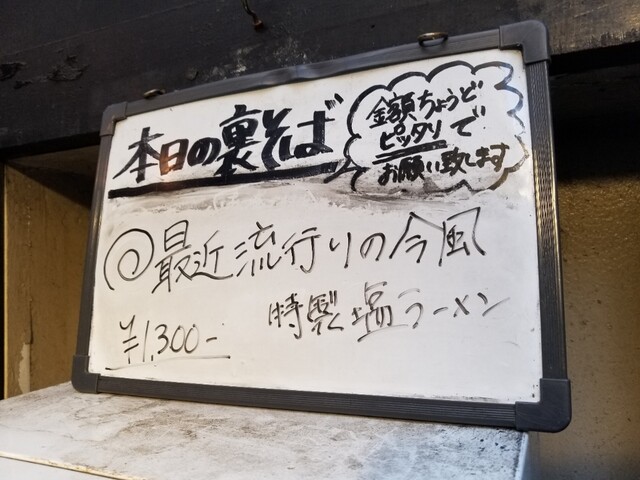 本日の裏そば
金額ちょうど
ピッタリで
お願い致します
◎最近流行りの今風
特製塩ラーメン
¥1,300-